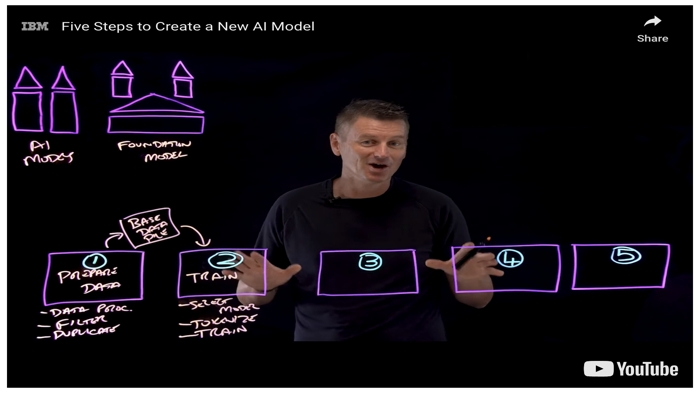 IBM Five Steps to Create a New AI Model
Share
AI
MODELS
FOUNDATION
MODEL
BASE
DATA
PILE
1
PREPARE
DATA
- DATA PROC.
- FILTER
- DUPLICATE
2
TRAIN
- SELECT
MODEL
- TOKENIZE
- TRAIN
3
4
5
YouTube